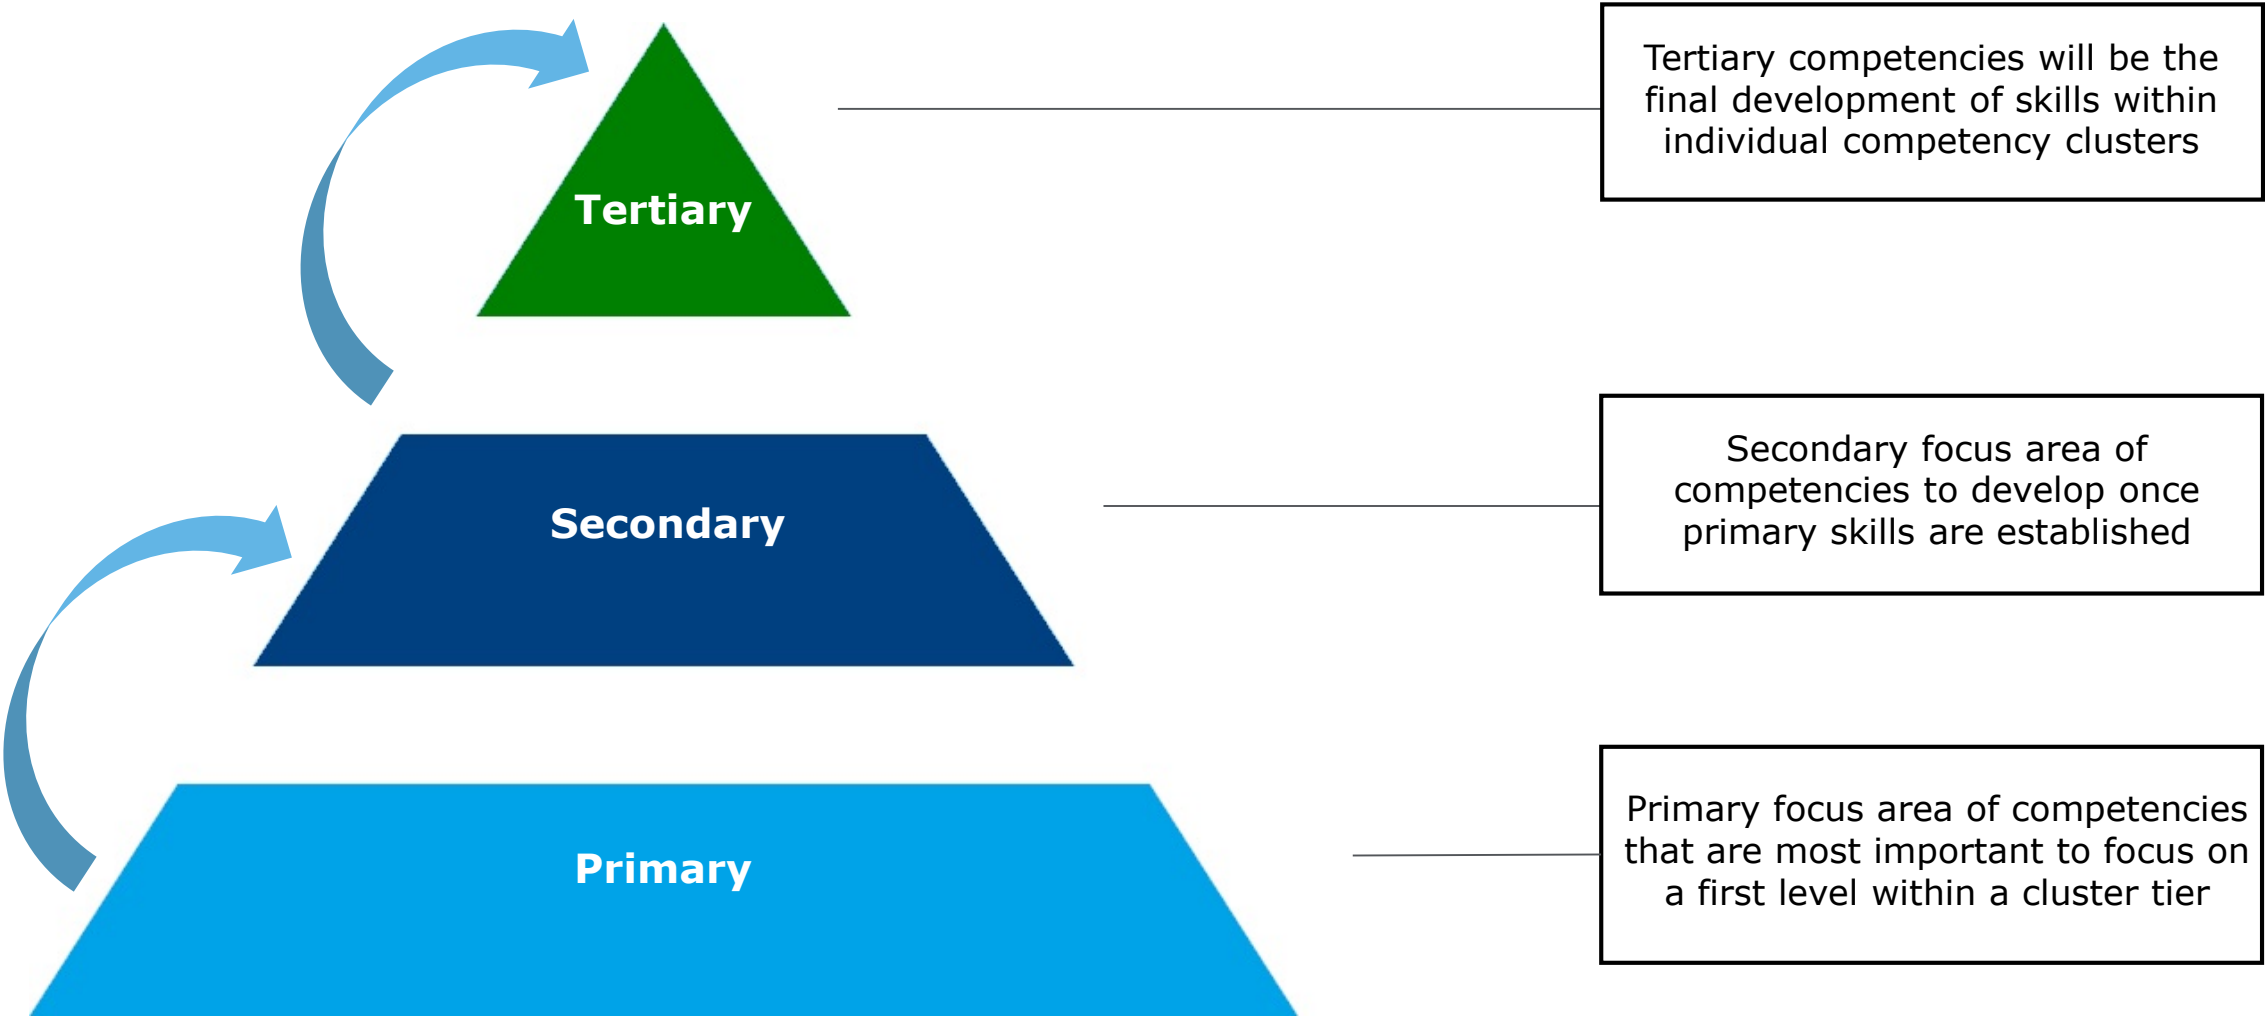 Tertiary competencies will be the
final development of skills within
individual competency clusters
Tertiary
Secondary focus area of
competencies to develop once
primary skills are established
Secondary
Primary focus area of competencies
that are most important to focus on
a first level within a cluster tier
Primary